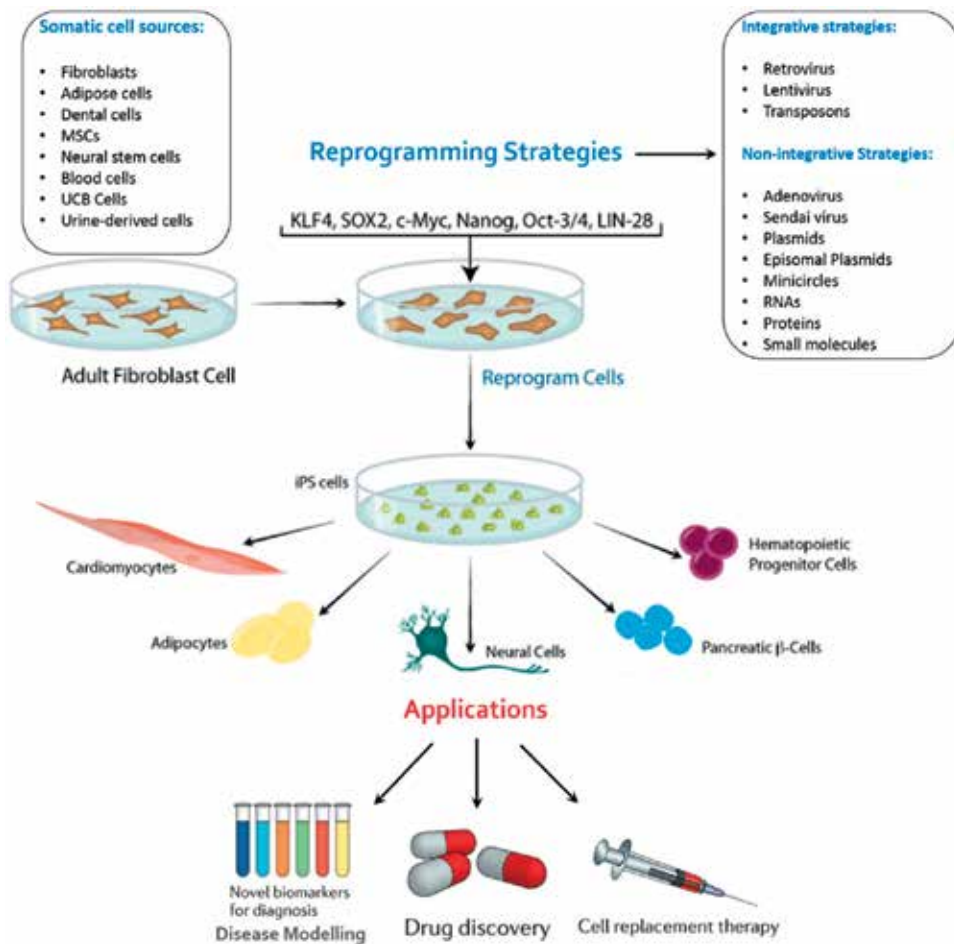 Somatic cell sources:
• Fibroblasts
• Adipose cells
• Dental cells
• MSCs
• Neural stem cells
• Blood cells
• UCB Cells
• Urine-derived cells
Integrative strategies:
• Retrovirus
• Lentivirus
• Transposons
Non-integrative Strategies:
• Adenovirus
• Sendai virus
• Plasmids
• Episomal Plasmids
• Minicircles
• RNAs
• Proteins
• Small molecules
Reprogramming Strategies
KLF4, SOX2, c-Myc, Nanog, Oct-3/4, LIN-28
Adult Fibroblast Cell
Reprogram Cells
iPS cells
Cardiomyocytes
Hematopoietic
Progenitor Cells
Adipocytes
Neural Cells
Pancreatic β-Cells
Applications
Novel biomarkers
for diagnosis
Disease Modelling
Drug discovery
Cell replacement therapy